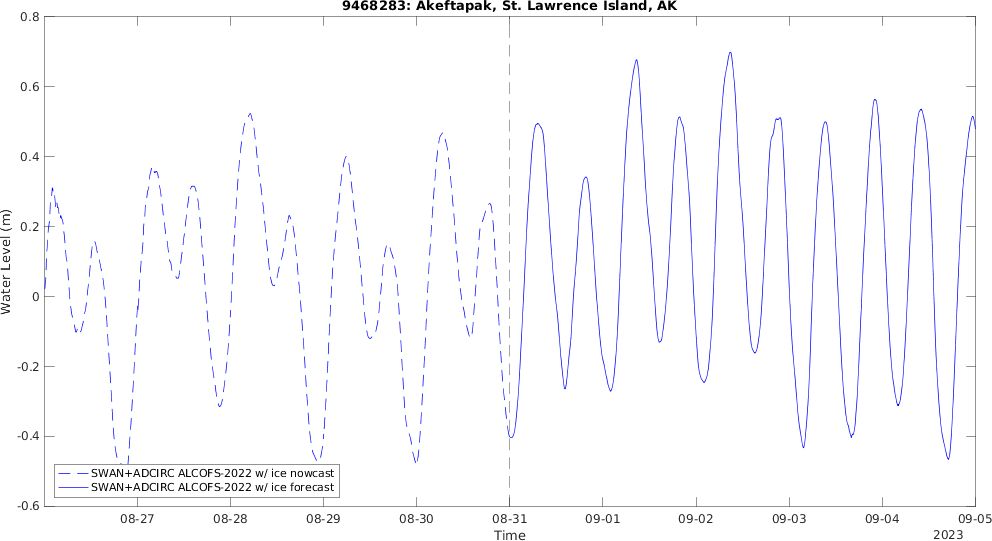 9468283: Akeftapak, St. Lawrence Island, AK
0.8
0.6
0.4
0.2
0
-0.2
-0.4
-0.6
Water Level (m)
SWAN+ADCIRC ALCOFS-2022 w/ ice nowcast
SWAN+ADCIRC ALCOFS-2022 w/ ice forecast
08-27 08-28 08-29 08-30 08-31 09-01 09-02 09-03 09-04 09-05
Time
2023